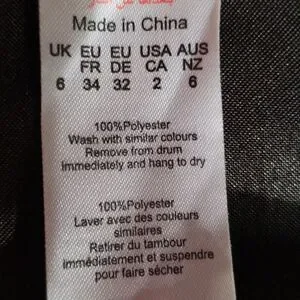 Made in China
UK EU EU USA AUS
FR DE CA NZ
6 34 32 2 6
100%Polyester
Wash with similar colours
Remove from drum
immediately and hang to dry
100%Polyester
Laver avec des couleurs
similaires
Retirer du tambour
immédiatement et suspendre
pour faire sécher